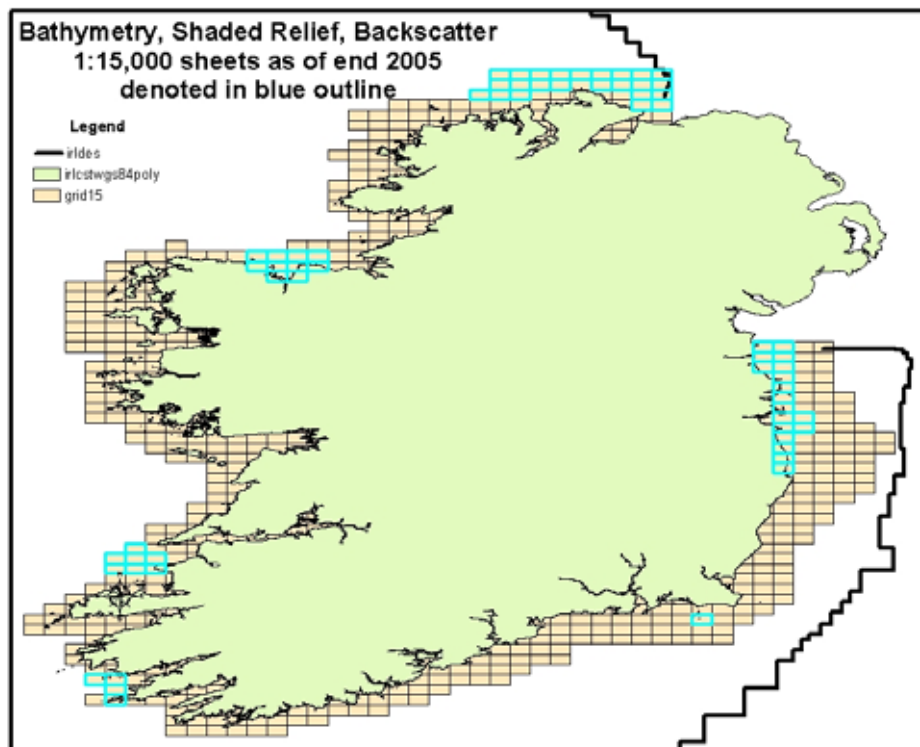 Bathymetry, Shaded Relief, Backscatter
1:15,000 sheets as of end 2005
denoted in blue outline
Legend
irldes
irlcstwgs84poly
grid15